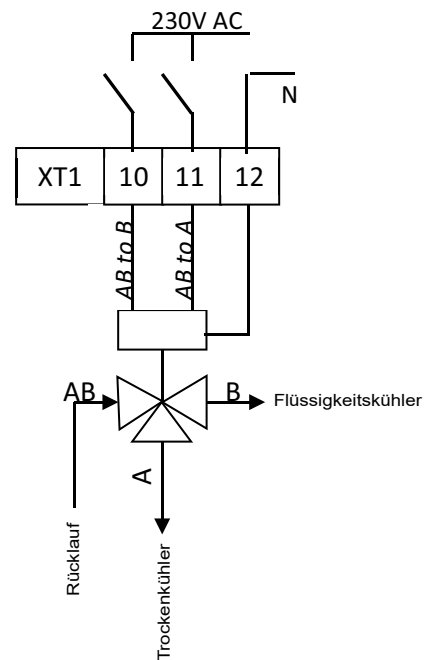 230V AC
N
XT1 10 11 12
AB to B
AB to A
AB
B
Flüssigkeitskühler
A
Rücklauf
Trockenkühler